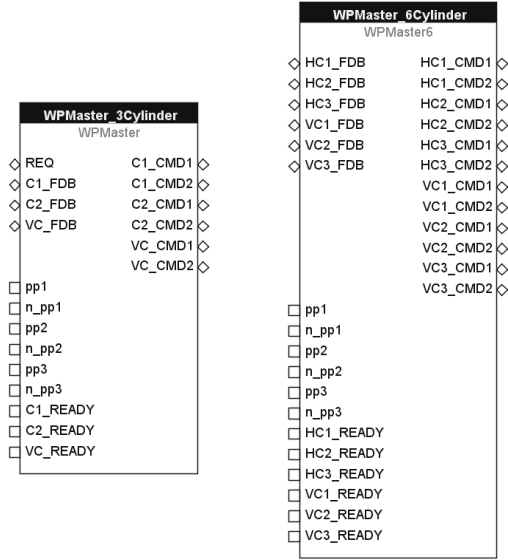 WPMaster_3Cylinder
WPMaster
REQ C1_CMD1
C1_FDB C1_CMD2
C2_FDB C2_CMD1
VC_FDB C2_CMD2
VC_CMD1
VC_CMD2
pp1
n_pp1
pp2
n_pp2
pp3
n_pp3
C1_READY
C2_READY
VC_READY
WPMaster_6Cylinder
WPMaster6
HC1_FDB HC1_CMD1
HC2_FDB HC1_CMD2
HC3_FDB HC2_CMD1
VC1_FDB HC2_CMD2
VC2_FDB HC3_CMD1
VC3_FDB HC3_CMD2
VC1_CMD1
VC1_CMD2
VC2_CMD1
VC2_CMD2
VC3_CMD1
VC3_CMD2
pp1
n_pp1
pp2
n_pp2
pp3
n_pp3
HC1_READY
HC2_READY
HC3_READY
VC1_READY
VC2_READY
VC3_READY